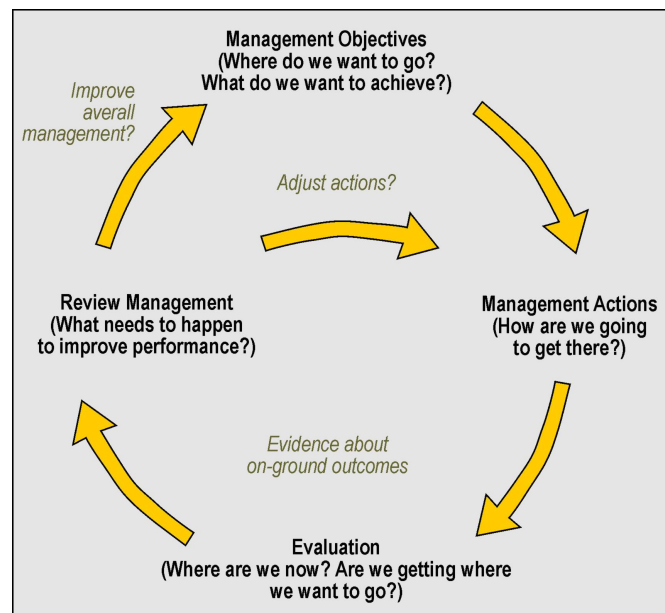 Management Objectives
(Where do we want to go?
What do we want to achieve?)
Improve
averall
management?
Adjust actions?
Review Management
(What needs to happen
to improve performance?)
Management Actions
(How are we going
to get there?)
Evidence about
on-ground outcomes
Evaluation
(Where are we now? Are we getting where
we want to go?)